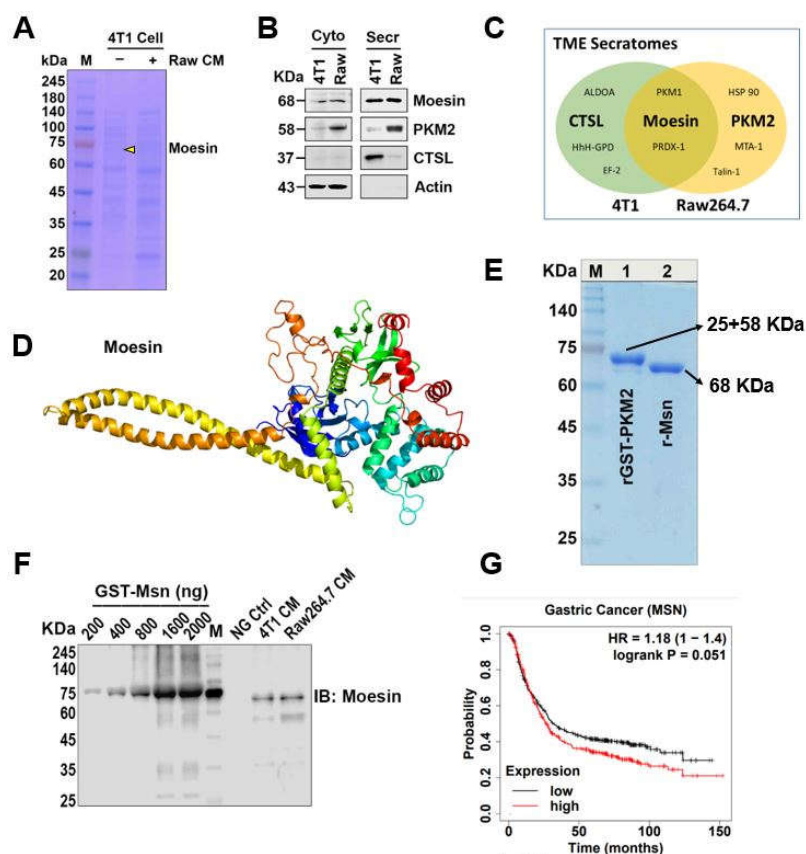 A
4T1 Cell
kDa M – + Raw CM
245
180
140
100
75
60
45
35
25
20
Moesin
B
Cyto Secr
4T1 Raw 4T1 Raw
KDa
68 Moesin
58 PKM2
37 CTSL
43 Actin
C
TME Secratomes
ALDOA PKM1 HSP 90
CTSL Moesin PKM2
HhH-GPD PRDX-1 MTA-1
EF-2 Talin-1
4T1 Raw264.7
D
Moesin
E
KDa M 1 2
140
75
60
45
35
25
25+58 KDa
68 KDa
rGST-PKM2
r-Msn
F
GST-Msn (ng)
KDa 200 400 800 1600 2000 M NG Ctrl 4T1 CM Raw264.7 CM
245
140
100
75
60
45
35
25
IB: Moesin
G
Gastric Cancer (MSN)
HR = 1.18 (1 − 1.4)
logrank P = 0.051
Probability
1.0
0.8
0.6
0.4
0.2
0.0
Expression
low
high
0 50 100 150
Time (months)